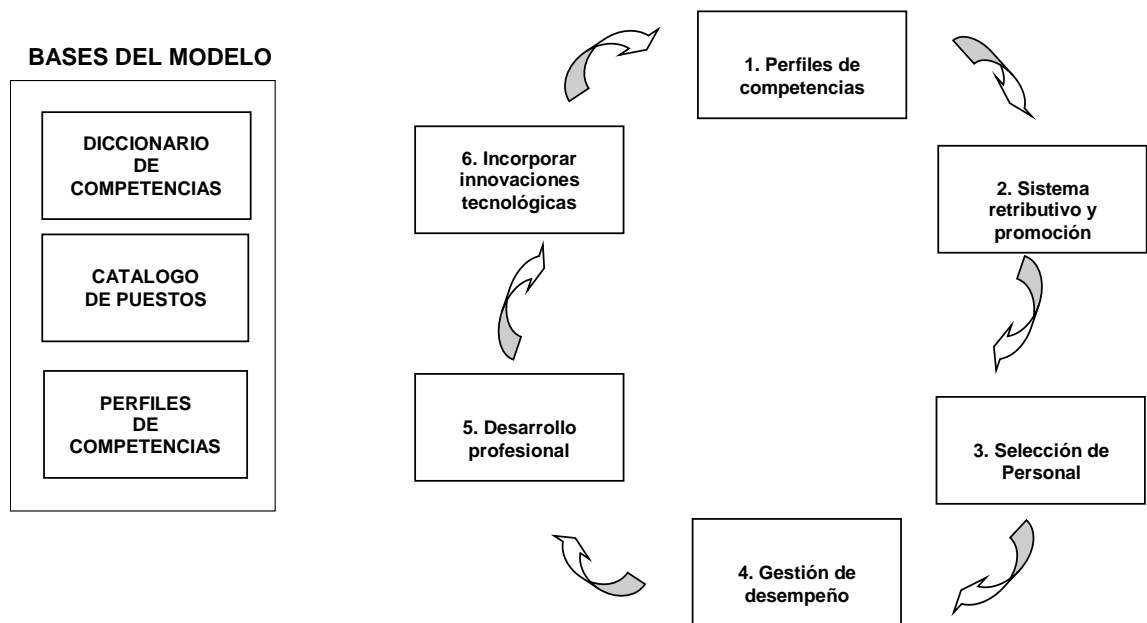 BASES DEL MODELO
DICCIONARIO
DE
COMPETENCIAS
CATALOGO
DE PUESTOS
PERFILES
DE
COMPETENCIAS
1. Perfiles de
competencias
2. Sistema
retributivo y
promoción
3. Selección de
Personal
4. Gestión de
desempeño
5. Desarrollo
profesional
6. Incorporar
innovaciones
tecnológicas